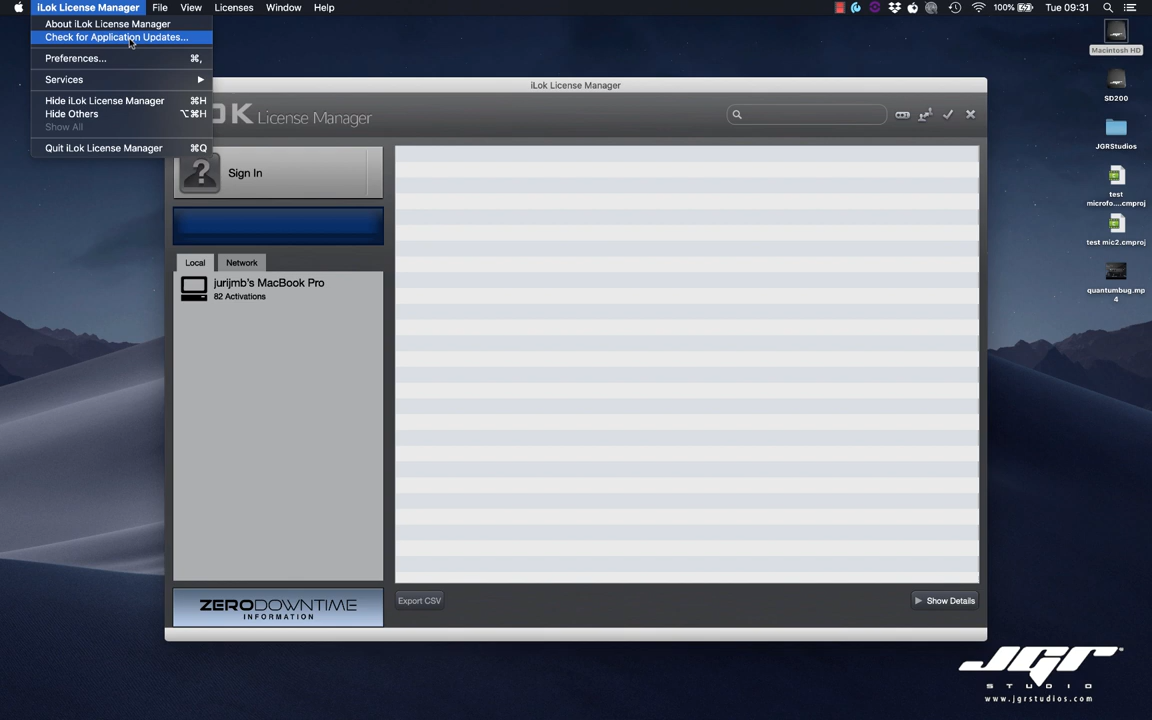 iLok License Manager File View Licenses Window Help 100% Tue 09:31
About iLok License Manager
Check for Application Updates...
Preferences... ⌘,
Services
Hide iLok License Manager ⌘H
Hide Others ⌥⌘H
Show All
Quit iLok License Manager ⌘Q
iLok License Manager
OK License Manager
Sign In
Local Network
jurijmb's MacBook Pro
82 Activations
ZERODOWNTIME
INFORMATION
Export CSV
Show Details
Macintosh HD
SD200
JGRStudios
test
microfo....cmproj
test mic2.cmproj
quantumbug.mp
4
JGR
STUDIO
www.jgrstudios.com